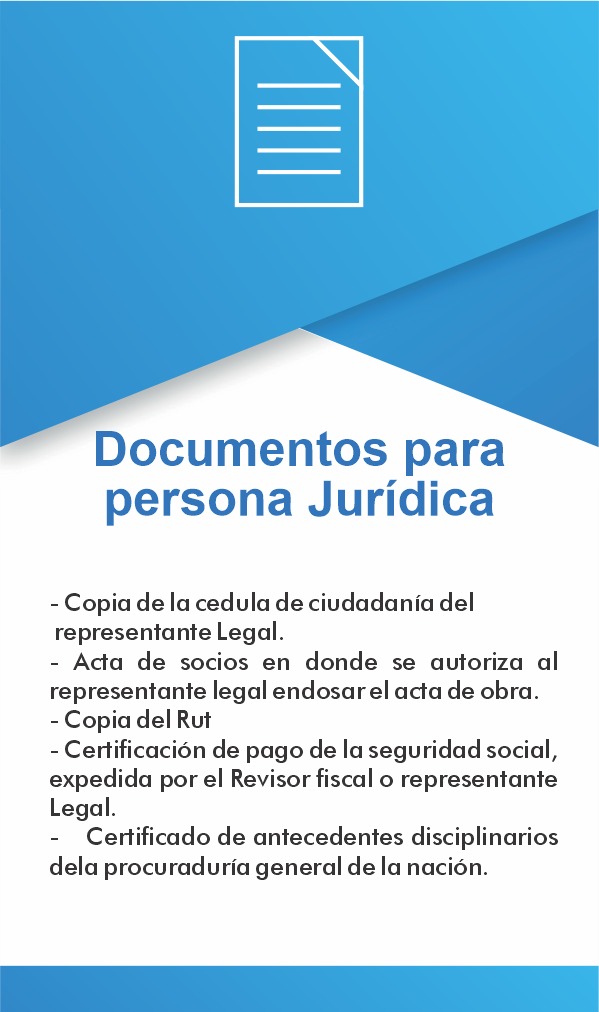 Documentos para
persona Jurídica
- Copia de la cedula de ciudadanía del
representante Legal.
- Acta de socios en donde se autoriza al
representante legal endosar el acta de obra.
- Copia del Rut
- Certificación de pago de la seguridad social,
expedida por el Revisor fiscal o representante
Legal.
- Certificado de antecedentes disciplinarios
dela procuraduría general de la nación.